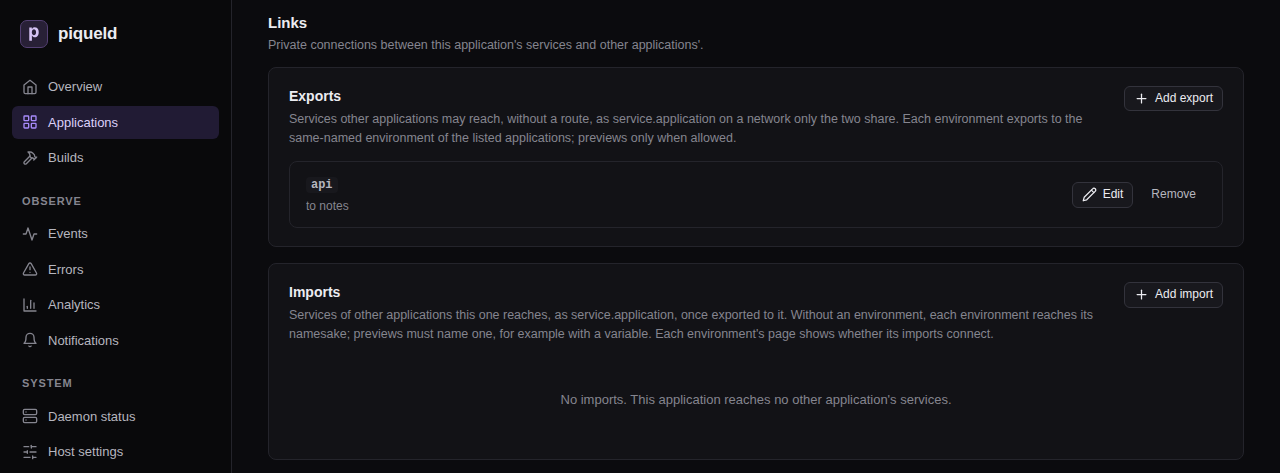 p piqueld
Overview
Applications
Builds
OBSERVE
Events
Errors
Analytics
Notifications
SYSTEM
Daemon status
Host settings
Links
Private connections between this application's services and other applications'.
Exports
Add export
Services other applications may reach, without a route, as service.application on a network only the two share. Each environment exports to the
same-named environment of the listed applications; previews only when allowed.
api
to notes
Edit
Remove
Imports
Add import
Services of other applications this one reaches, as service.application, once exported to it. Without an environment, each environment reaches its
namesake; previews must name one, for example with a variable. Each environment's page shows whether its imports connect.
No imports. This application reaches no other application's services.